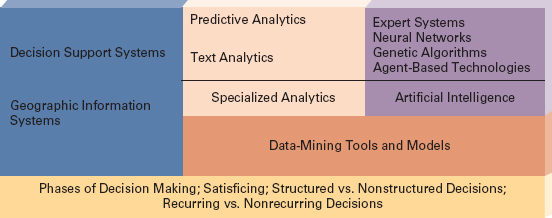 Decision Support Systems
Geographic Information
Systems
Predictive Analytics
Text Analytics
Specialized Analytics
Expert Systems
Neural Networks
Genetic Algorithms
Agent-Based Technologies
Artificial Intelligence
Data-Mining Tools and Models
Phases of Decision Making; Satisficing; Structured vs. Nonstructured Decisions;
Recurring vs. Nonrecurring Decisions